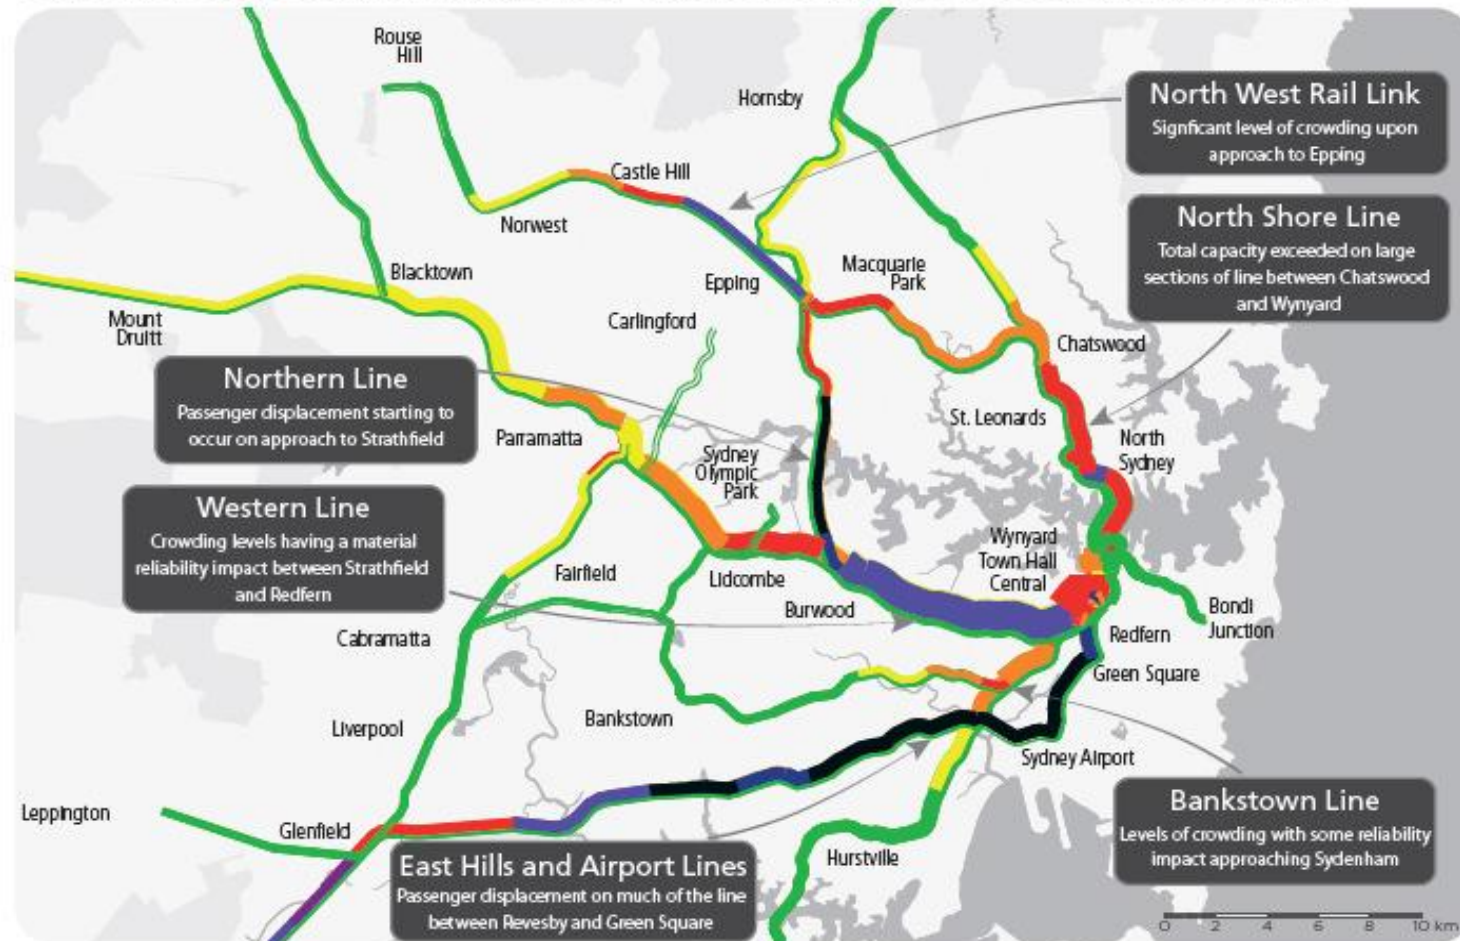 Rouse
Hill
Hornsby
North West Rail Link
Signficant level of crowding upon
approach to Epping
Castle Hill
Norwest
North Shore Line
Total capacity exceeded on large
sections of line between Chatswood
and Wynyard
Blacktown
Epping
Macquarie
Park
Mount
Druitt
Carlingford
Chatswood
Northern Line
Passenger displacement starting to
occur on approach to Strathfield
Parramatta
St. Leonards
North
Sydney
Sydney
Olympic
Park
Western Line
Crowding levels having a material
reliability impact between Strathfield
and Redfern
Wynyard
Town Hall
Central
Fairfield
Lidcombe
Burwood
Bondi
Junction
Cabramatta
Redfern
Green Square
Liverpool
Bankstown
Sydney Airport
Leppington
Glenfield
Hurstville
Bankstown Line
Levels of crowding with some reliability
impact approaching Sydenham
East Hills and Airport Lines
Passenger displacement on much of the line
between Revesby and Green Square
0 2 4 6 8 10 km